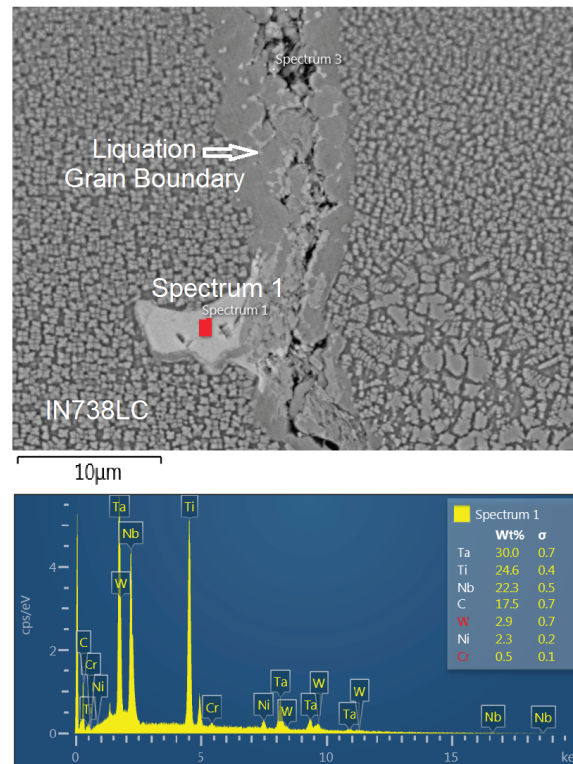 Spectrum 3
Liquation
Grain Boundary
Spectrum 1
Spectrum 1
IN738LC
10μm
Ta
Ti
Nb
W
C
Cr
Ni
Ti
Cr
Ni
Ta
W
Ta
W
Ta
W
Nb
Nb
cps/eV
4
2
0
0
5
10
15
ke
Spectrum 1
Wt% σ
Ta 30.0 0.7
Ti 24.6 0.4
Nb 22.3 0.5
C 17.5 0.7
W 2.9 0.7
Ni 2.3 0.2
Cr 0.5 0.1